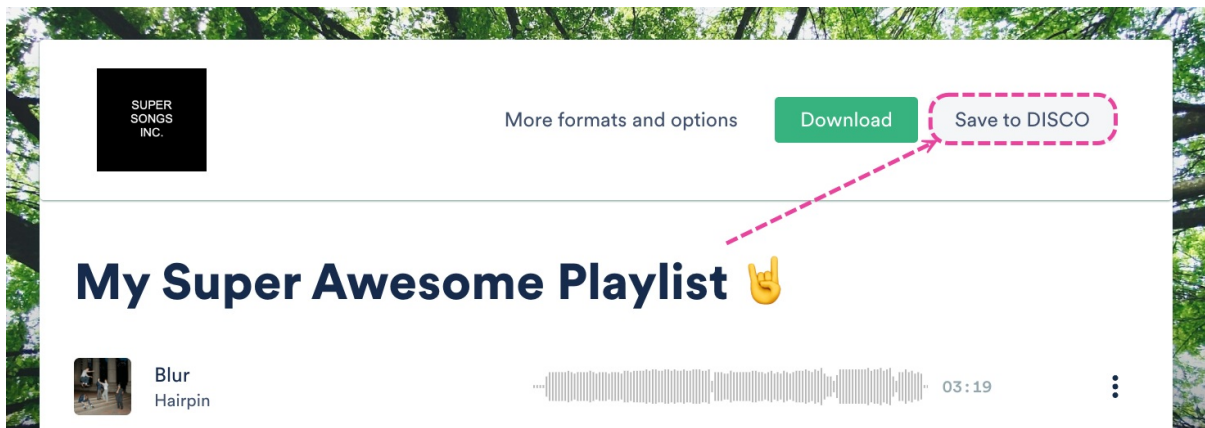 SUPER
SONGS
INC.
More formats and options
Download
Save to DISCO
My Super Awesome Playlist 🤘
Blur
Hairpin
03:19